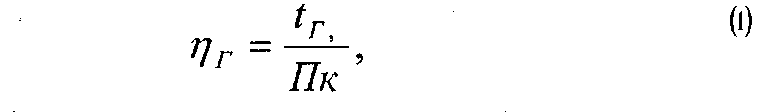 η_Г = t_Г, / Пк, (1)